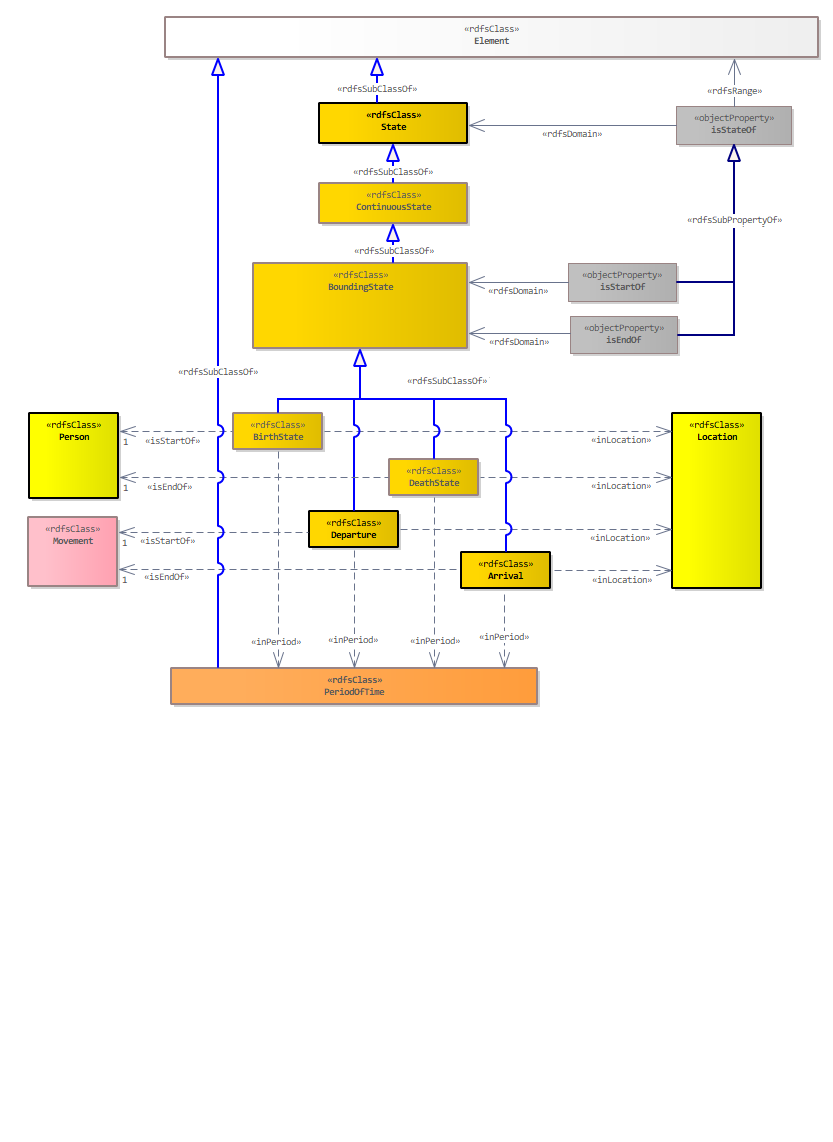 «rdfsClass»
Element
«rdfsSubClassOf»
«rdfsRange»
«rdfsClass»
State
«objectProperty»
isStateOf
«rdfsDomain»
«rdfsSubClassOf»
«rdfsClass»
ContinuousState
«rdfsSubPropertyOf»
«rdfsSubClassOf»
«rdfsClass»
BoundingState
«objectProperty»
isStartOf
«rdfsDomain»
«objectProperty»
isEndOf
«rdfsDomain»
«rdfsSubClassOf»
«rdfsSubClassOf»
«rdfsClass»
Person
«rdfsClass»
BirthState
«rdfsClass»
Location
1
«isStartOf»
«inLocation»
«rdfsClass»
DeathState
1
«isEndOf»
«inLocation»
«rdfsClass»
Movement
«rdfsClass»
Departure
1
«isStartOf»
«inLocation»
«rdfsClass»
Arrival
1
«isEndOf»
«inLocation»
«inPeriod»
«inPeriod»
«inPeriod»
«inPeriod»
«rdfsClass»
PeriodOfTime